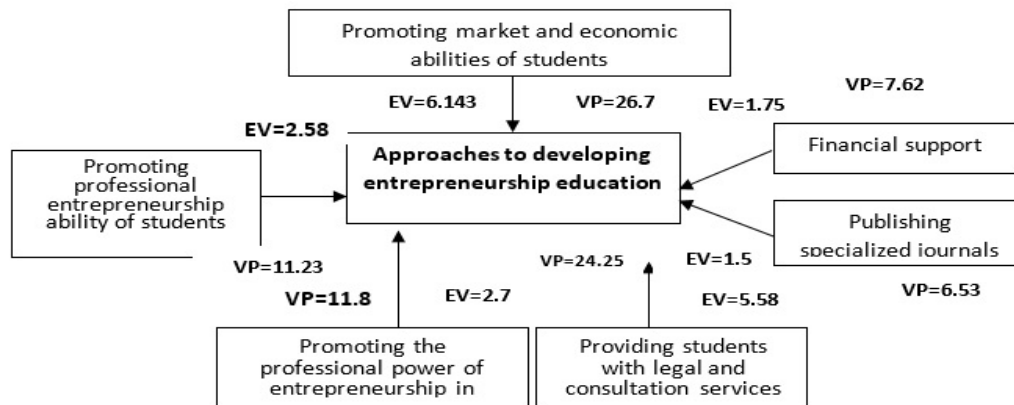 Promoting market and economic
abilities of students
VP=7.62
EV=6.143
VP=26.7
EV=1.75
EV=2.58
Approaches to developing
entrepreneurship education
Financial support
Promoting
professional
entrepreneurship
ability of students
Publishing
specialized journals
VP=11.23
VP=24.25
EV=1.5
VP=11.8
EV=2.7
EV=5.58
VP=6.53
Promoting the
professional power of
entrepreneurship in
Providing students
with legal and
consultation services